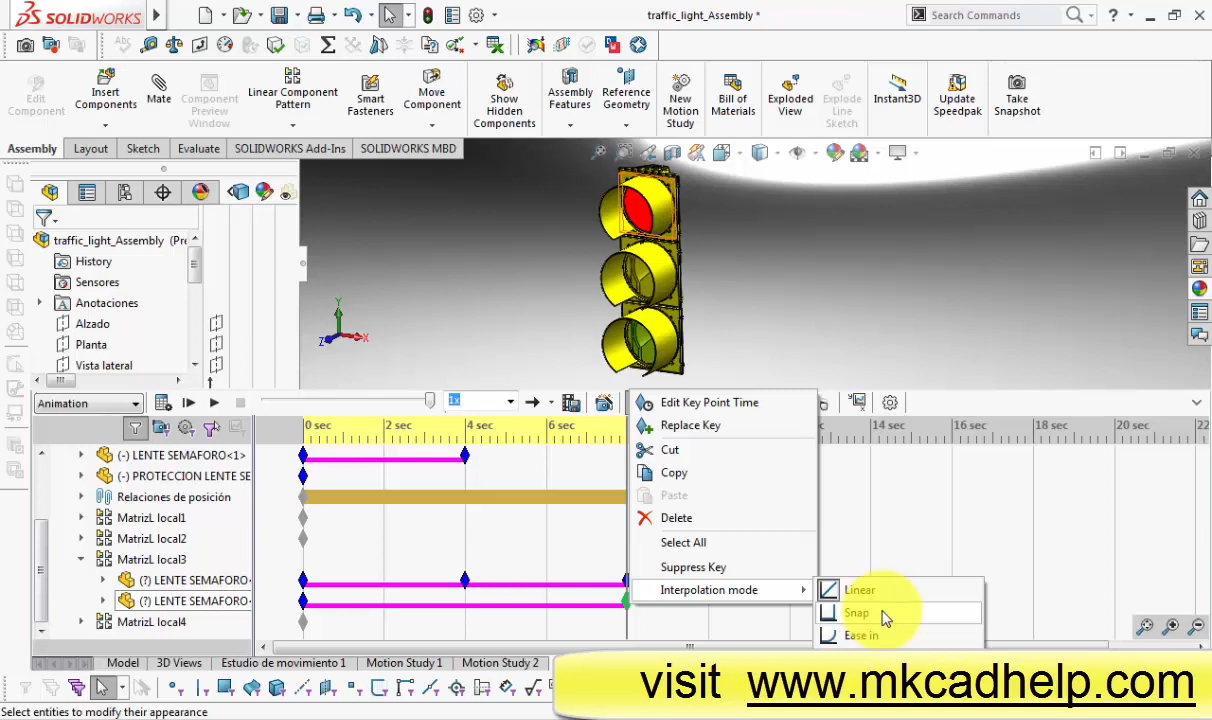 SOLIDWORKS
traffic_light_Assembly *
Search Commands
Edit Component
Insert Components
Mate
Component Preview Window
Linear Component Pattern
Smart Fasteners
Move Component
Show Hidden Components
Assembly Features
Reference Geometry
New Motion Study
Bill of Materials
Exploded View
Explode Line Sketch
Instant3D
Update Speedpak
Take Snapshot
Assembly Layout Sketch Evaluate SOLIDWORKS Add-Ins SOLIDWORKS MBD
traffic_light_Assembly (Pre
History
Sensores
Anotaciones
Alzado
Planta
Vista lateral
Y
Z X
Animation
1x
0 sec 2 sec 4 sec 6 sec 14 sec 16 sec 18 sec 20 sec 22
(-) LENTE SEMAFORO<1>
(-) PROTECCION LENTE SE
Relaciones de posición
MatrizL local1
MatrizL local2
MatrizL local3
(?) LENTE SEMAFORO
(?) LENTE SEMAFORO
MatrizL local4
Edit Key Point Time
Replace Key
Cut
Copy
Paste
Delete
Select All
Suppress Key
Interpolation mode
Linear
Snap
Ease in
Model 3D Views Estudio de movimiento 1 Motion Study 1 Motion Study 2
Select entities to modify their appearance
visit www.mkcadhelp.com